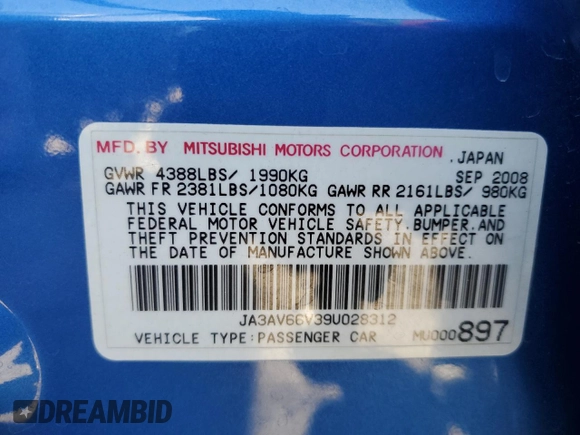 MFD. BY MITSUBISHI MOTORS CORPORATION .JAPAN
GVWR 4388LBS/ 1990KG SEP 2008
GAWR FR 2381LBS/1080KG GAWR RR 2161LBS/ 980KG
THIS VEHICLE CONFORMS TO ALL APPLICABLE
FEDERAL MOTOR VEHICLE SAFETY.BUMPER.AND
THEFT PREVENTION STANDARDS IN EFFECT ON
THE DATE OF MANUFACTURE SHOWN ABOVE.
JA3AV66V39U028312
VEHICLE TYPE:PASSENGER CAR MU000897
DREAMBID